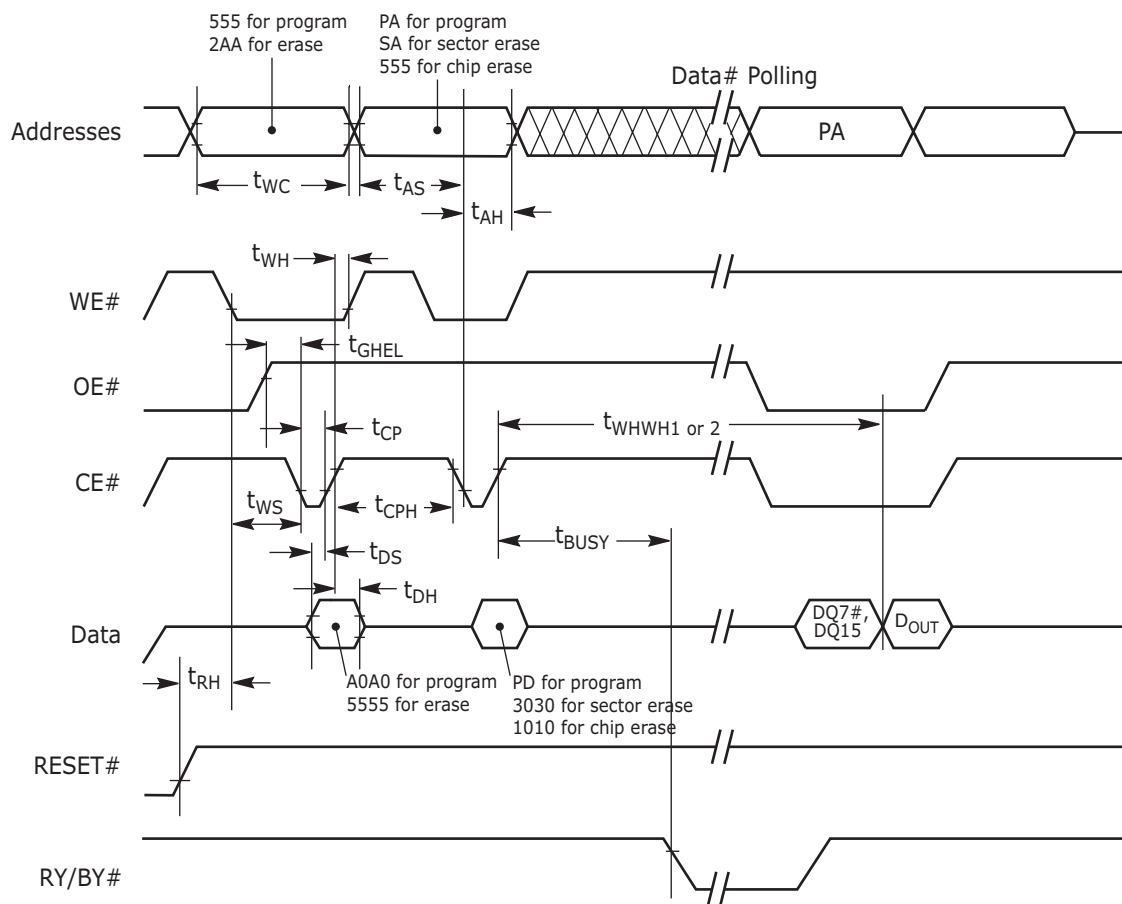 555 for program
2AA for erase
PA for program
SA for sector erase
555 for chip erase
Data# Polling
Addresses
PA
tWC
tAS
tAH
tWH
WE#
tGHEL
OE#
tWHWH1 or 2
tCP
CE#
tWS
tCPH
tBUSY
tDS
tDH
Data
DQ7#,
DQ15
DOUT
tRH
A0A0 for program
5555 for erase
PD for program
3030 for sector erase
1010 for chip erase
RESET#
RY/BY#